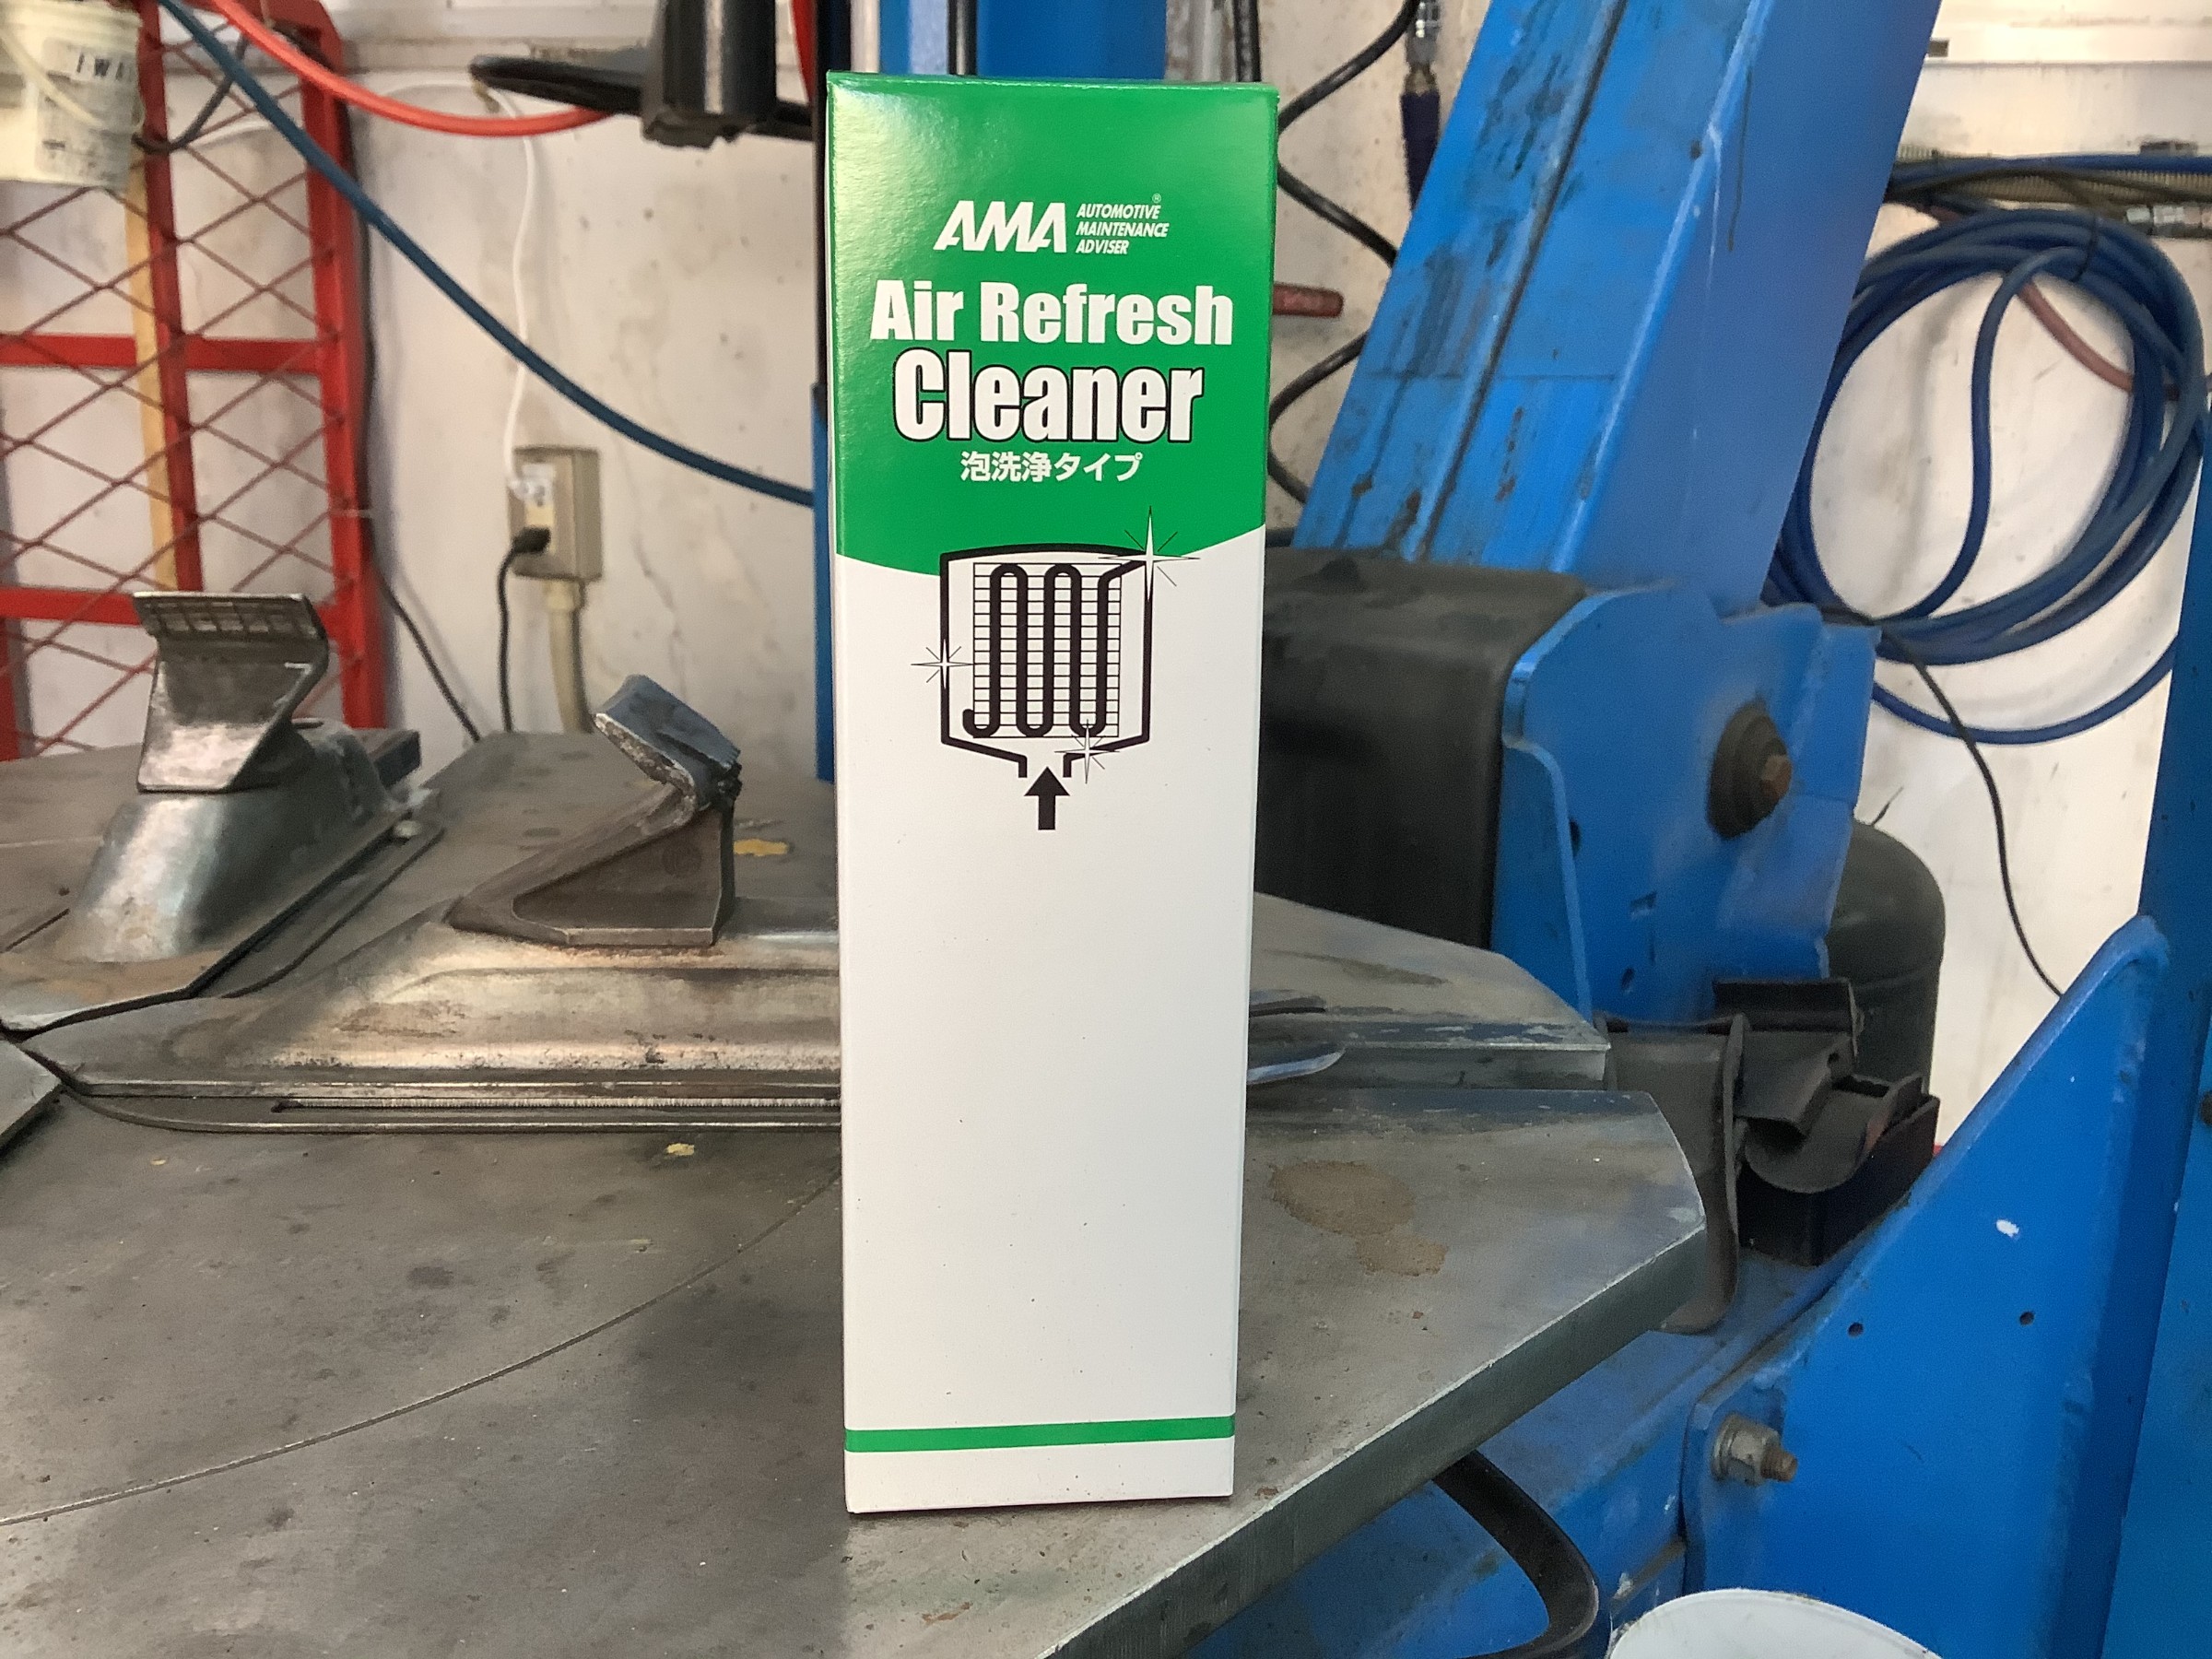 AMA
AUTOMOTIVE®
MAINTENANCE
ADVISER
Air Refresh
Cleaner
泡洗浄タイプ